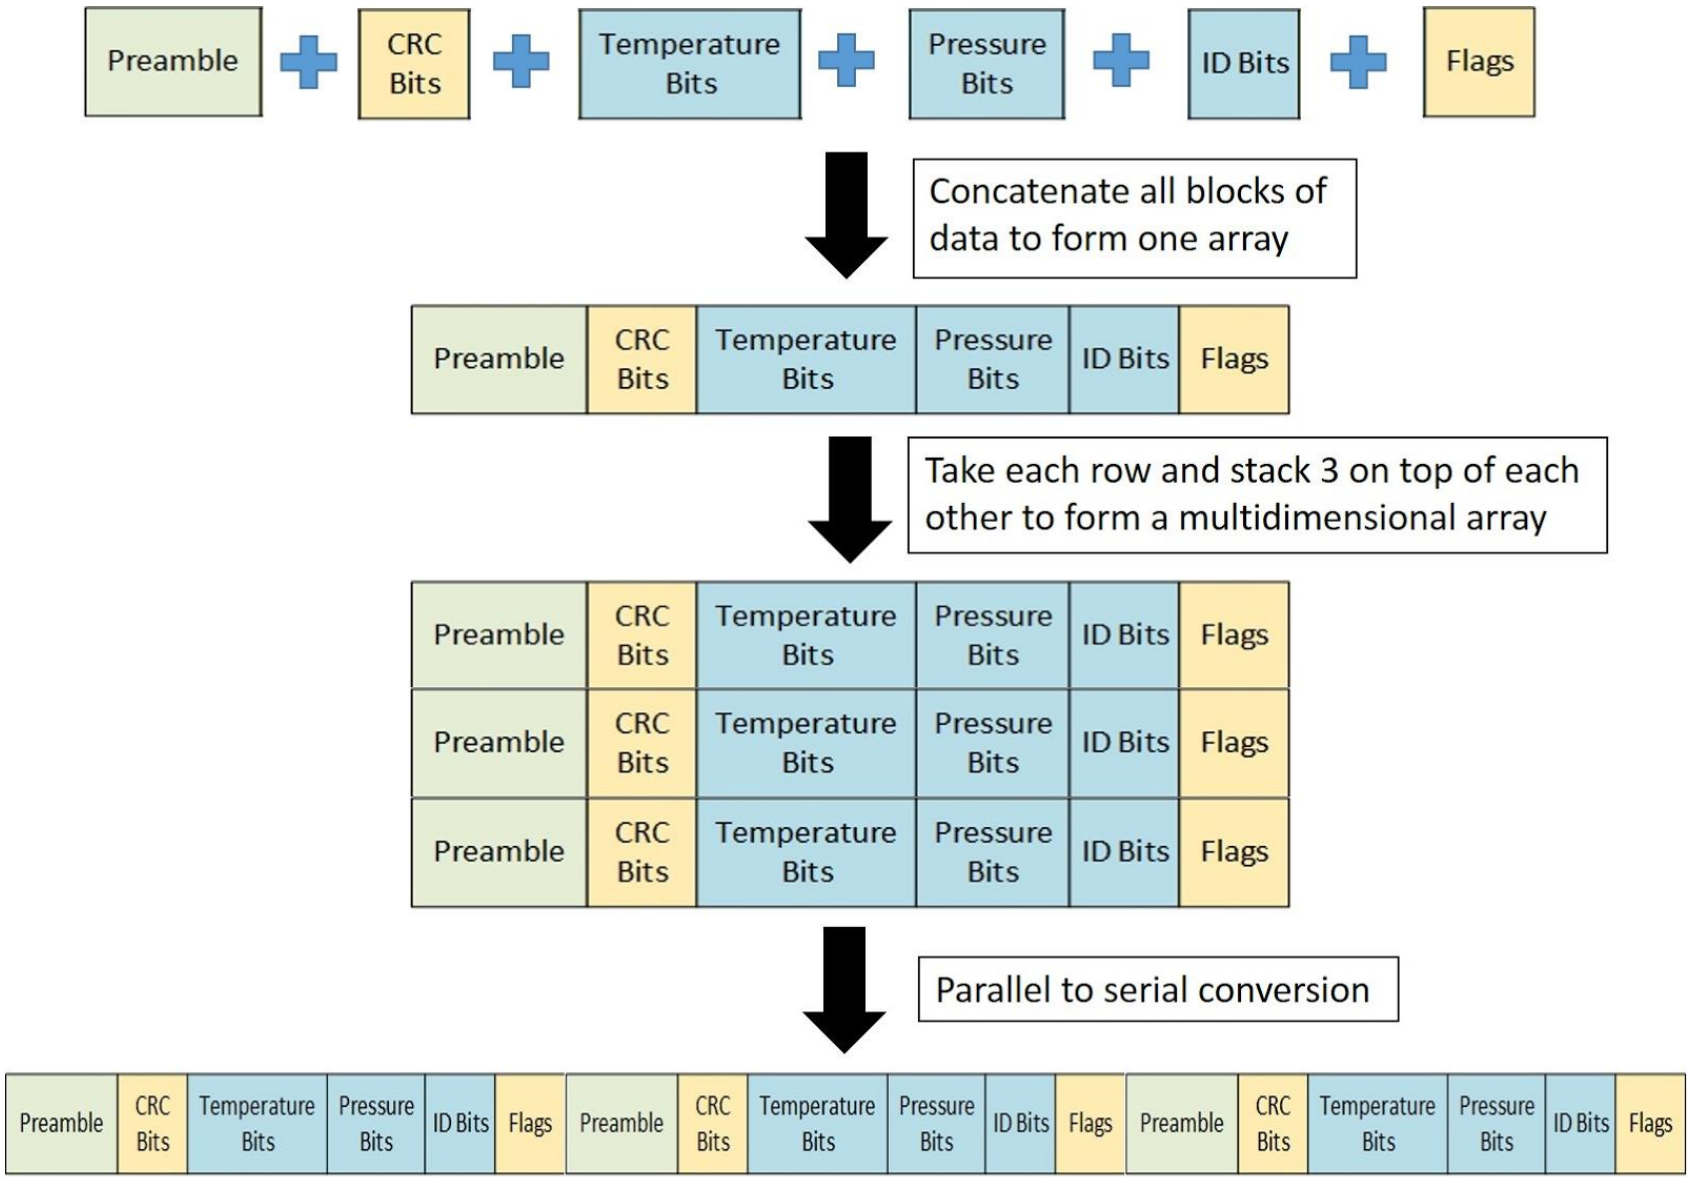 Preamble
CRC
Bits
Temperature
Bits
Pressure
Bits
ID Bits
Flags
Concatenate all blocks of
data to form one array
Preamble
CRC
Bits
Temperature
Bits
Pressure
Bits
ID Bits
Flags
Take each row and stack 3 on top of each
other to form a multidimensional array
Preamble
CRC
Bits
Temperature
Bits
Pressure
Bits
ID Bits
Flags
Preamble
CRC
Bits
Temperature
Bits
Pressure
Bits
ID Bits
Flags
Preamble
CRC
Bits
Temperature
Bits
Pressure
Bits
ID Bits
Flags
Parallel to serial conversion
Preamble
CRC
Bits
Temperature
Bits
Pressure
Bits
ID Bits
Flags
Preamble
CRC
Bits
Temperature
Bits
Pressure
Bits
ID Bits
Flags
Preamble
CRC
Bits
Temperature
Bits
Pressure
Bits
ID Bits
Flags